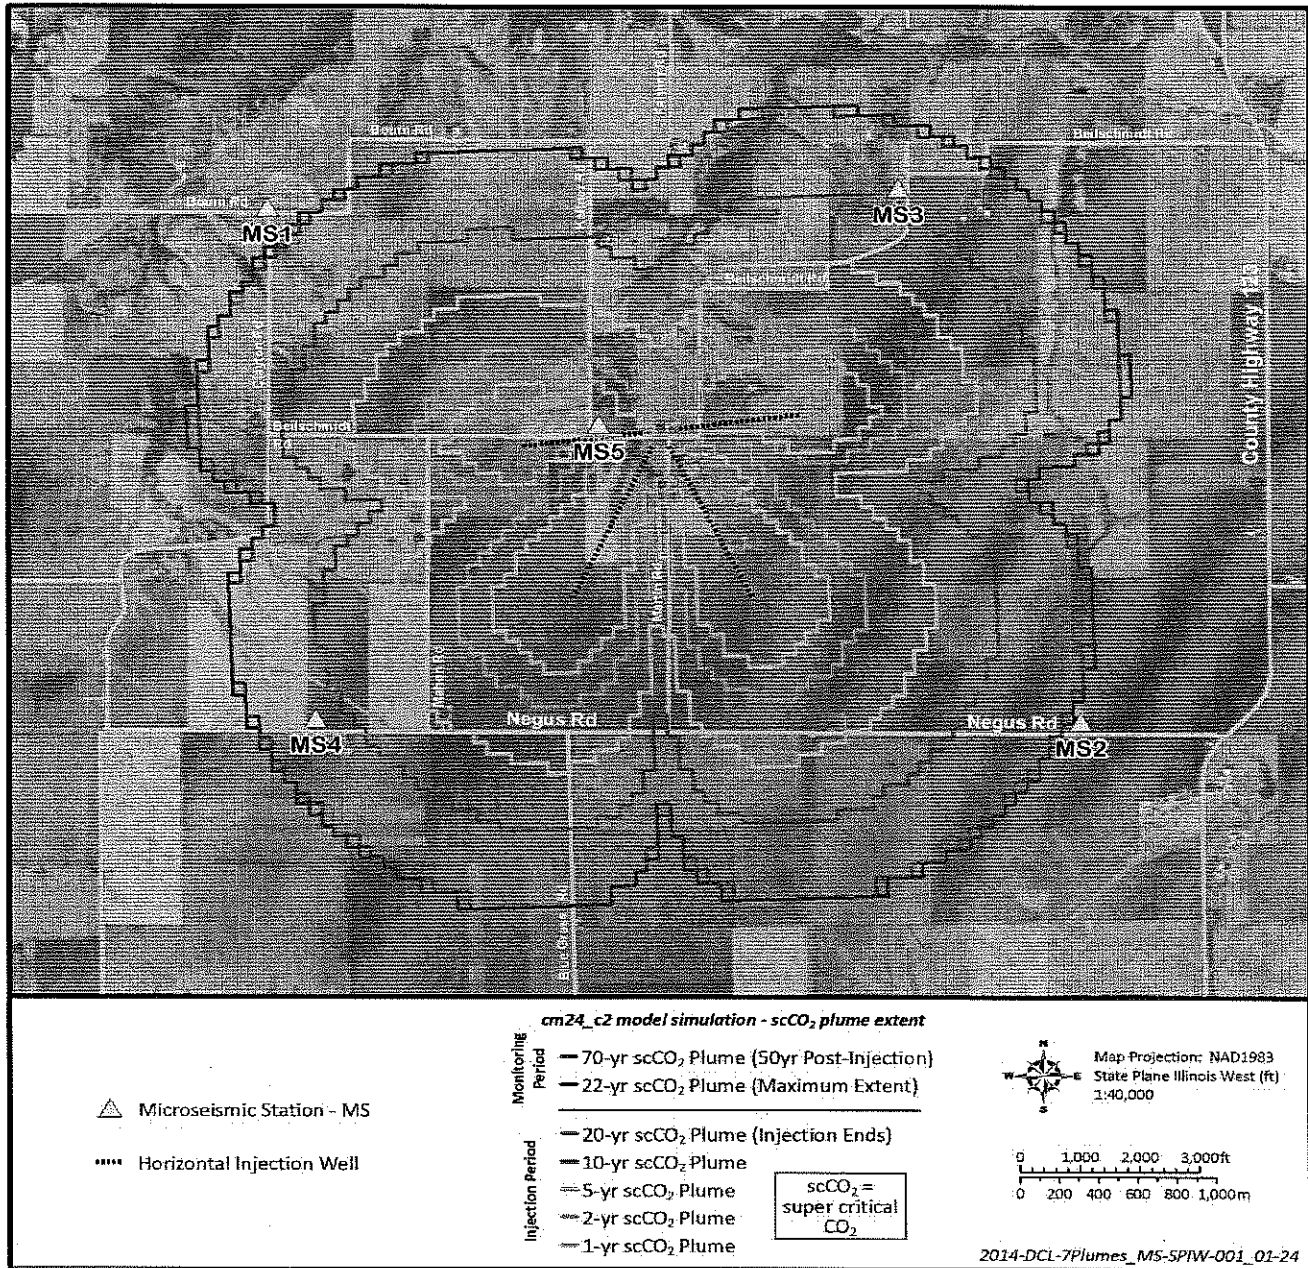 Bourn Rd
Beilschmidt Rd
Bourn Rd
MS1
MS3
Beilschmidt Rd
County Highway 123
Beilschmidt
Rd
MS5
Negus Rd
Negus Rd
MS4
MS2
cm24_c2 model simulation - scCO₂ plume extent
Monitoring
Period
70-yr scCO₂ Plume (50yr Post-Injection)
22-yr scCO₂ Plume (Maximum Extent)
Injection Period
20-yr scCO₂ Plume (Injection Ends)
10-yr scCO₂ Plume
5-yr scCO₂ Plume
2-yr scCO₂ Plume
1-yr scCO₂ Plume
scCO₂ =
super critical
CO₂
Microseismic Station - MS
Horizontal Injection Well
N
W E
S
Map Projection: NAD1983
State Plane Illinois West (ft)
1:40,000
0 1,000 2,000 3,000ft
0 200 400 600 800 1,000m
2014-DCL-7Plumes_MS-SPIW-001_01-24